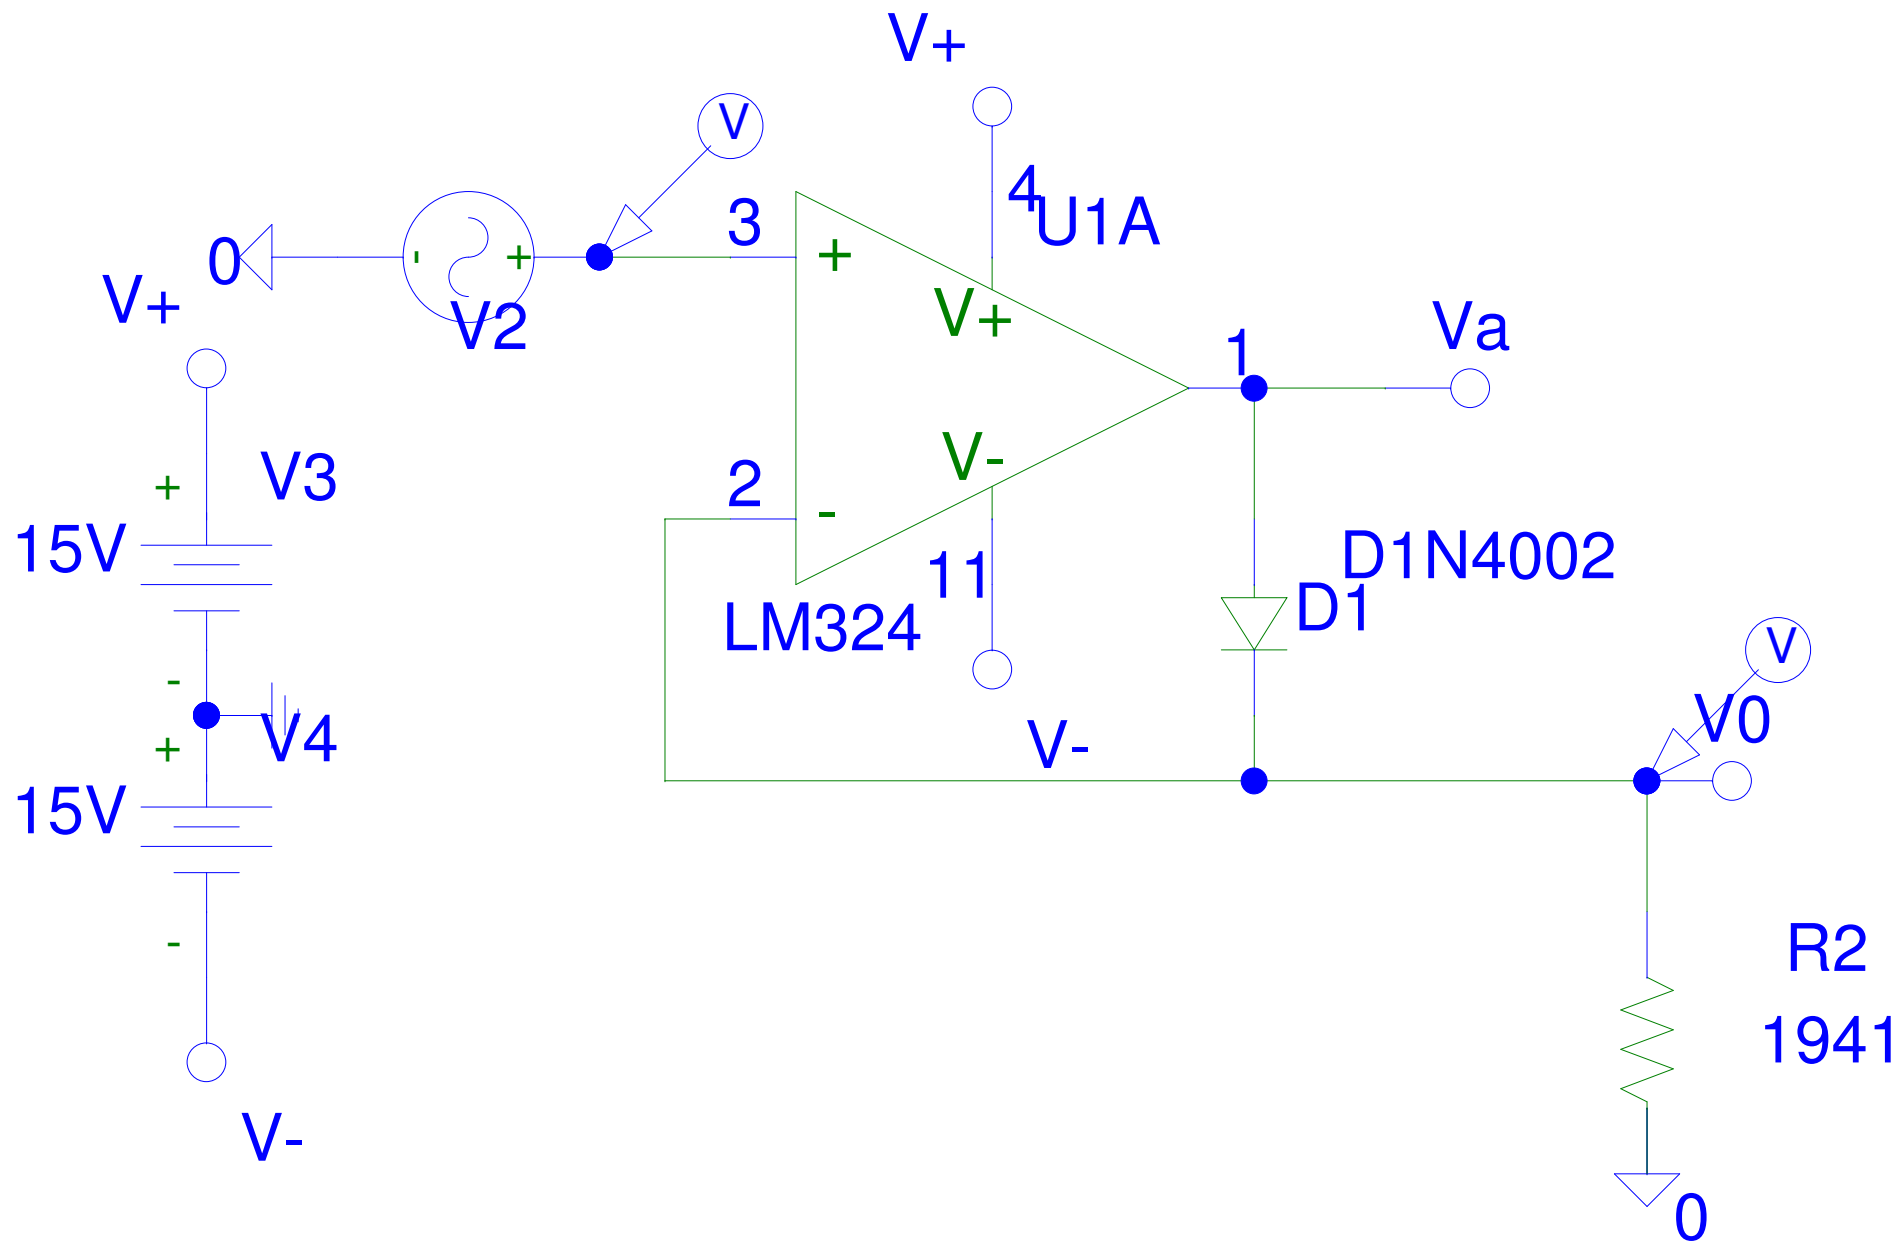 V+
V
4
U1A
3
0
-
+
+
V+
V2
V+
1
Va
V3
+
15V
2
-
V-
11
D1N4002
D1
LM324
V
-
V0
V4
+
V-
15V
-
R2
1941
V-
0